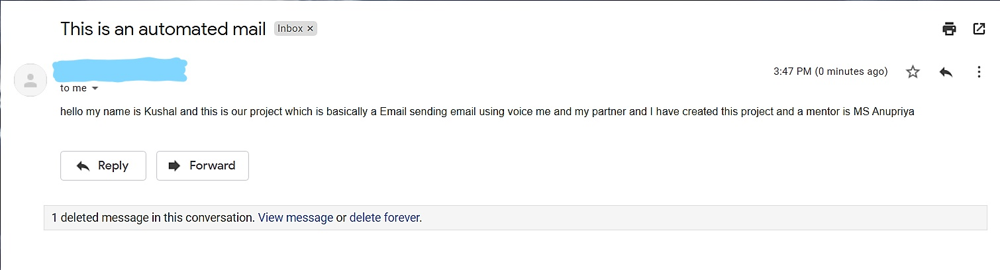 This is an automated mail Inbox ×
3:47 PM (0 minutes ago)
to me
hello my name is Kushal and this is our project which is basically a Email sending email using voice me and my partner and I have created this project and a mentor is MS Anupriya
Reply Forward
1 deleted message in this conversation. View message or delete forever.